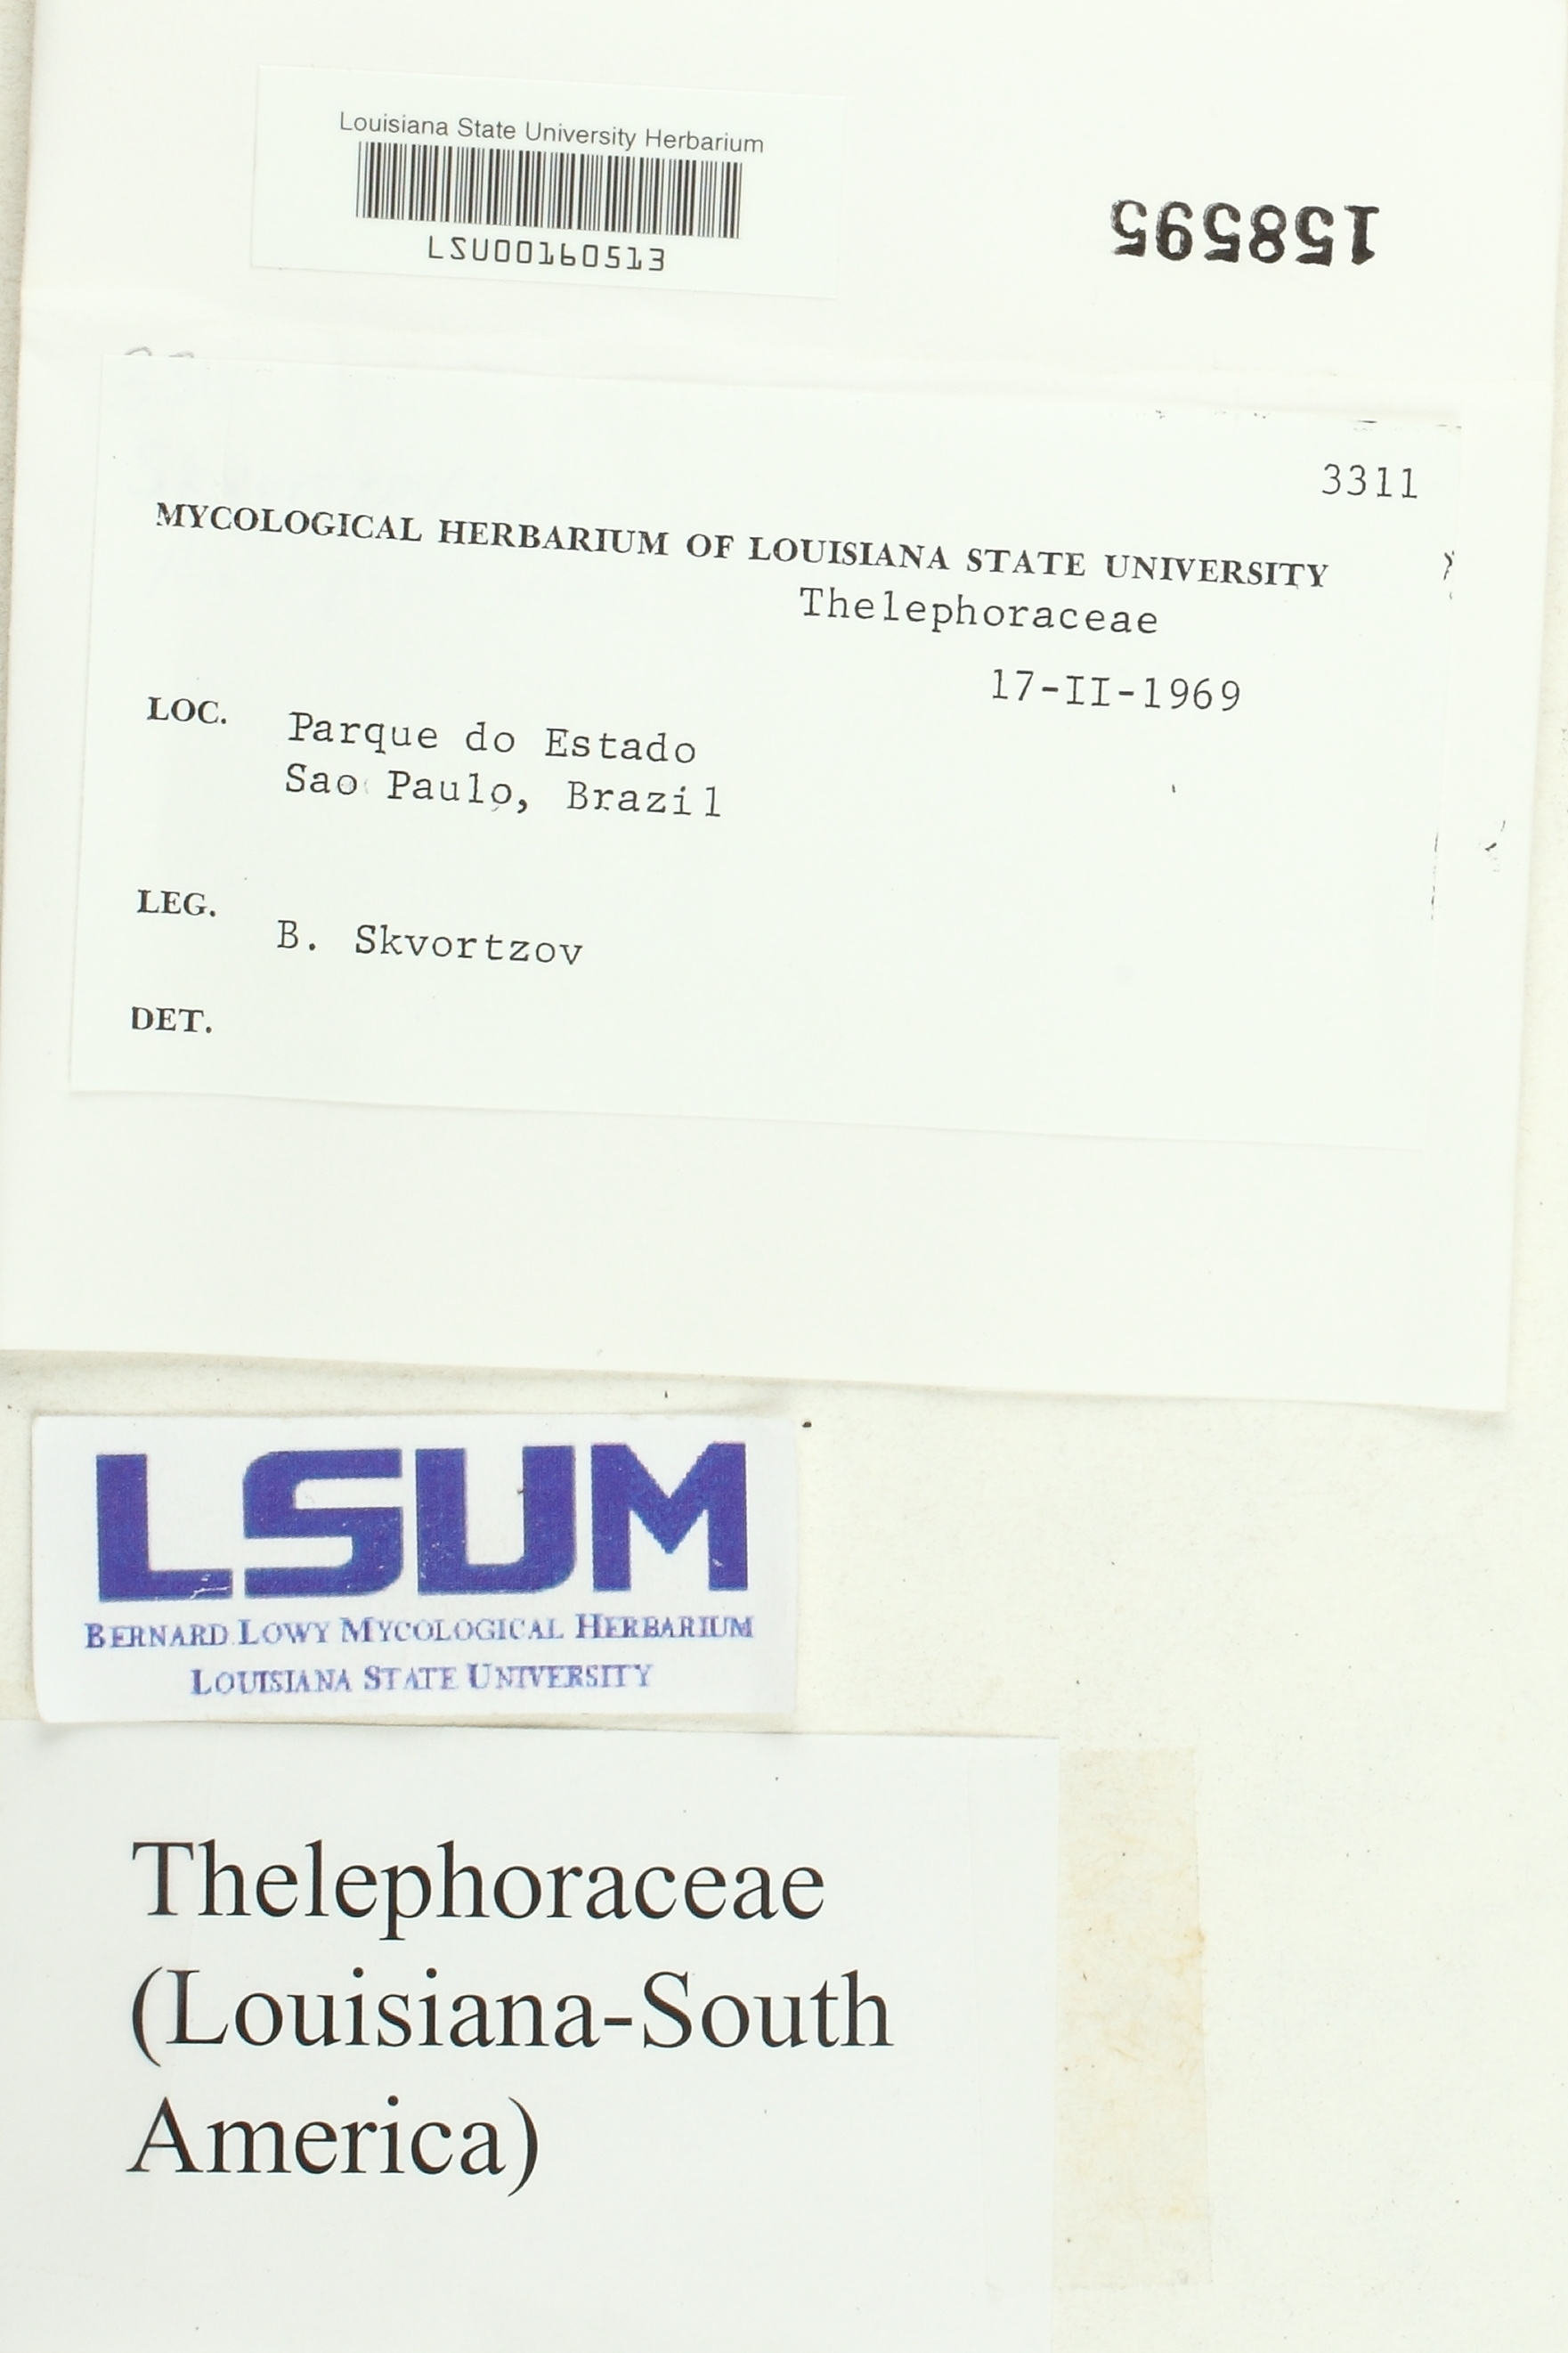 Louisiana State University Herbarium
LSU00160513
158595
3311
MYCOLOGICAL HERBARIUM OF LOUISIANA STATE UNIVERSITY
Thelephoraceae
17-II-1969
LOC. Parque do Estado
Sao Paulo, Brazil
LEG. B. Skvortzov
DET.
LSUM
BERNARD LOWY MYCOLOGICAL HERBARIUM
LOUISIANA STATE UNIVERSITY
Thelephoraceae
(Louisiana-South
America)